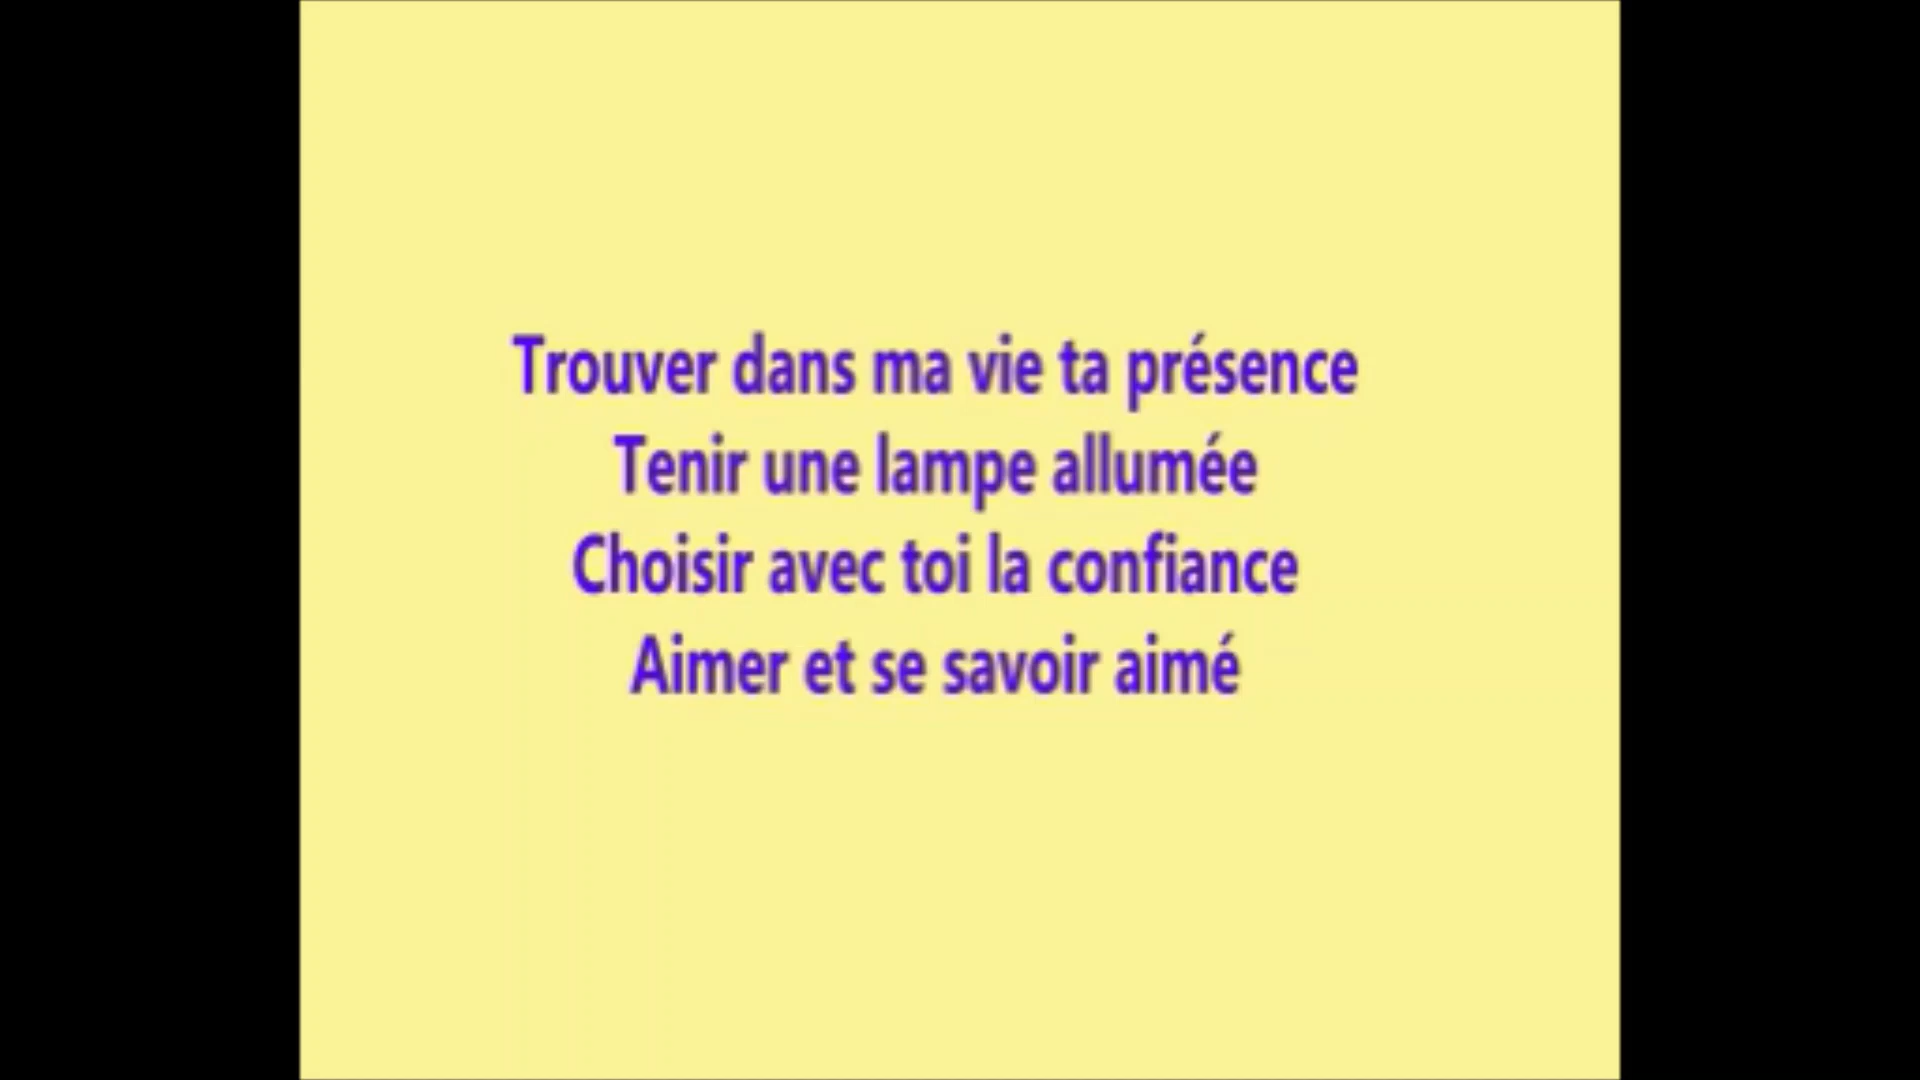 Trouver dans ma vie ta présence
Tenir une lampe allumée
Choisir avec toi la confiance
Aimer et se savoir aimé